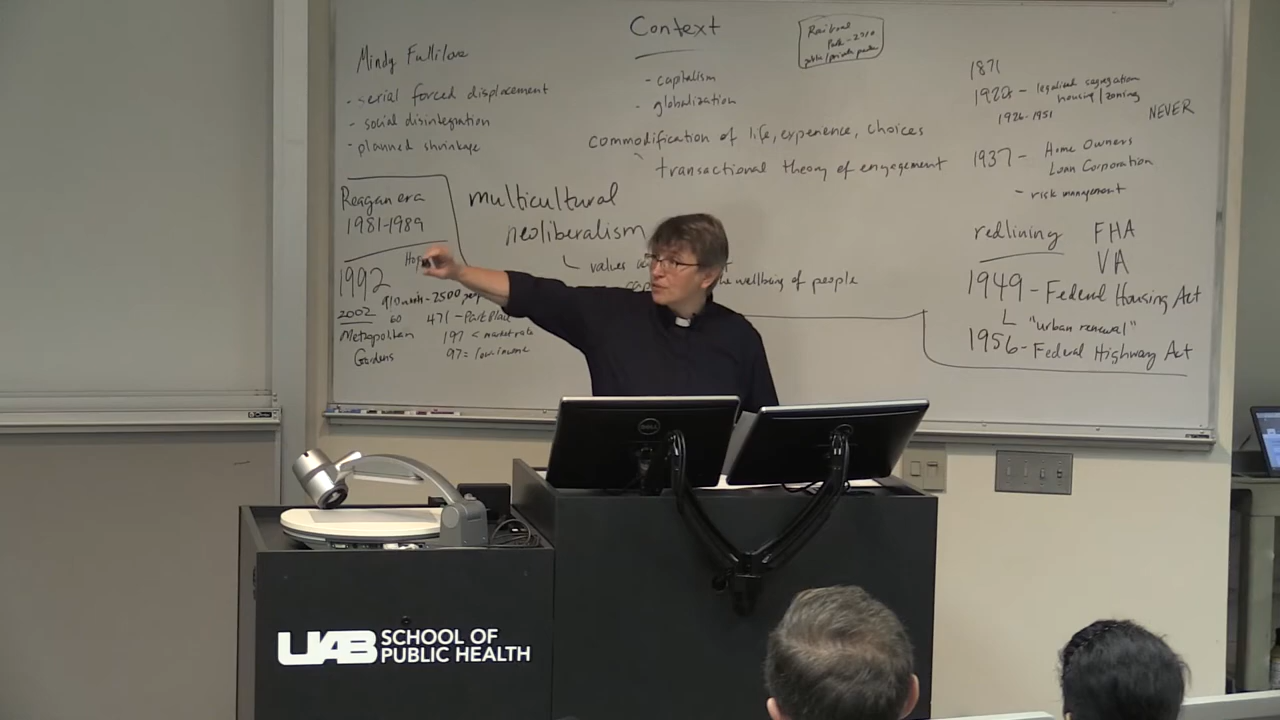 Mindy Fullilove
- serial forced displacement
- social disintegration
- planned shrinkage
Reagan era
1981-1989
1992
910 units - 2500
2002
Metropolitan
Gardens
60
471 - Park Place
197 < market rate
97 = low income
Context
- capitalism
- globalization
commodification of life, experience, choices
transactional theory of engagement
multicultural
neoliberalism
values
the wellbeing of people
Railroad
Park - 2010
public/private
1871
1920s - legalized segregation
housing/zoning
1926-1951
NEVER
1937 - Home Owners
Loan Corporation
- risk management
redlining FHA
VA
1949 - Federal Housing Act
"urban renewal"
1956 - Federal Highway Act
DELL
UAB SCHOOL OF
PUBLIC HEALTH